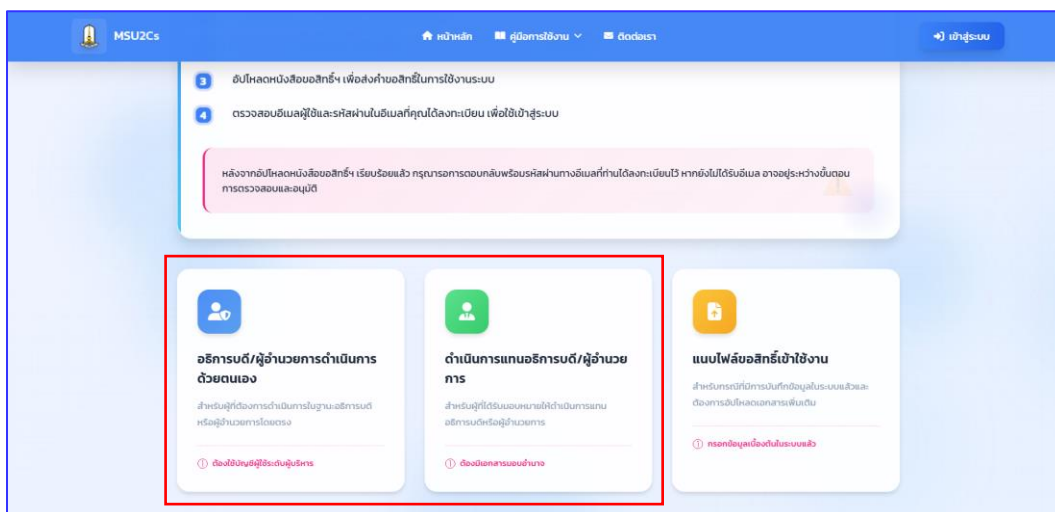 MSU2Cs
หน้าหลัก
คู่มือการใช้งาน
ติดต่อเรา
เข้าสู่ระบบ
3 อัปโหลดหนังสือขอสิทธิ์ฯ เพื่อส่งคำขอสิทธิ์ในการใช้งานระบบ
4 ตรวจสอบอีเมลผู้ใช้และรหัสผ่านในอีเมลที่คุณได้ลงทะเบียน เพื่อใช้เข้าสู่ระบบ
หลังจากอัปโหลดหนังสือขอสิทธิ์ฯ เรียบร้อยแล้ว กรุณารอการตอบกลับพร้อมรหัสผ่านทางอีเมลที่ท่านได้ลงทะเบียนไว้ หากยังไม่ได้รับอีเมล อาจอยู่ระหว่างขั้นตอน
การตรวจสอบและอนุมัติ
อธิการบดี/ผู้อำนวยการดำเนินการ
ด้วยตนเอง
สำหรับผู้ที่ต้องการดำเนินการในฐานะอธิการบดี
หรือผู้อำนวยการโดยตรง
ต้องใช้บัญชีผู้ใช้ระดับผู้บริหาร
ดำเนินการแทนอธิการบดี/ผู้อำนวย
การ
สำหรับผู้ที่ได้รับมอบหมายให้ดำเนินการแทน
อธิการบดีหรือผู้อำนวยการ
ต้องมีเอกสารมอบอำนาจ
แนบไฟล์ขอสิทธิ์เข้าใช้งาน
สำหรับกรณีที่มีการบันทึกข้อมูลในระบบแล้วและ
ต้องการอัปโหลดเอกสารเพิ่มเติม
กรอกข้อมูลเบื้องต้นในระบบแล้ว